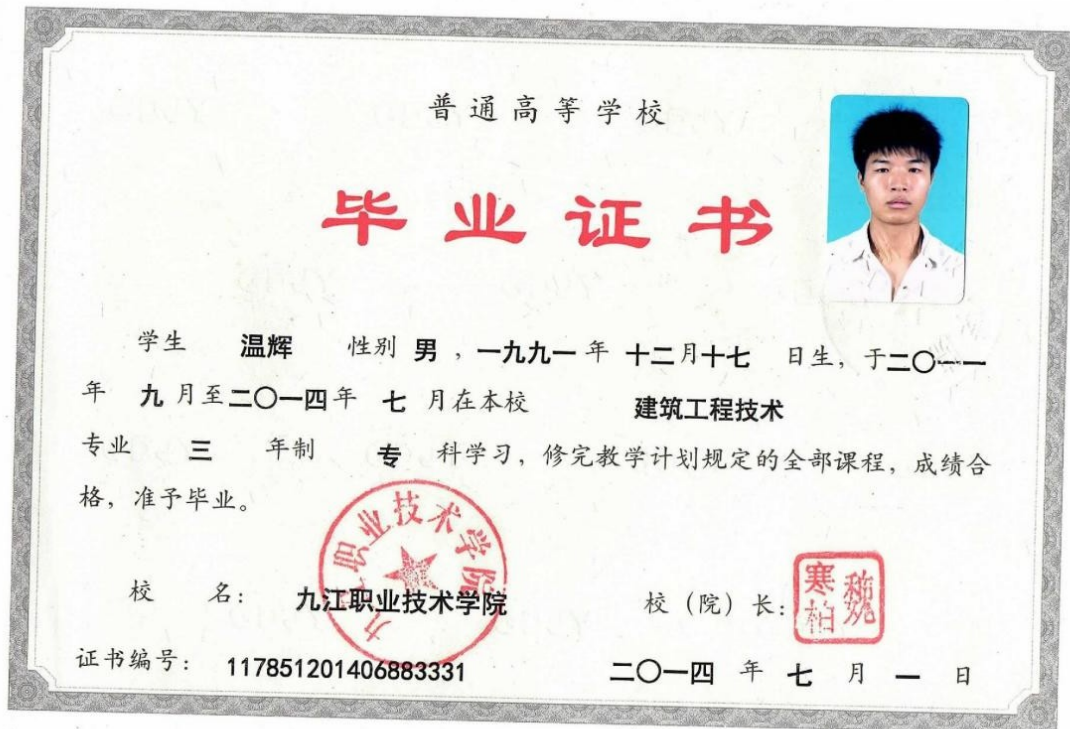 普通高等学校
毕业证书
学生 温辉 性别 男 ，一九九一 年 十二月十七 日生，于二〇一一
年 九 月至二〇一四年 七 月在本校 建筑工程技术
专业 三 年制 专 科学习，修完教学计划规定的全部课程，成绩合
格，准予毕业。
九江职业技术学院
校 名： 九江职业技术学院
校（院）长：
魏寒柏
证书编号： 117851201406883331
二〇一四 年 七 月 一 日